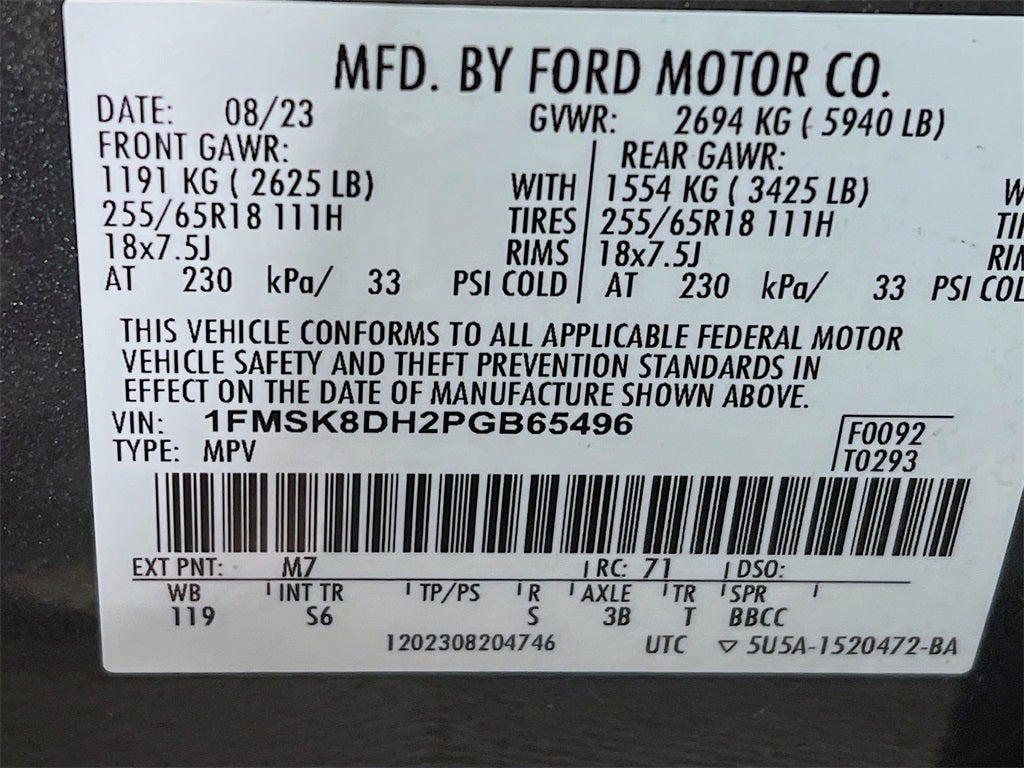 MFD. BY FORD MOTOR CO.
DATE: 08/23 GVWR: 2694 KG ( 5940 LB)
FRONT GAWR: REAR GAWR:
1191 KG ( 2625 LB) WITH 1554 KG ( 3425 LB) W
255/65R18 111H TIRES 255/65R18 111H TI
18x7.5J RIMS 18x7.5J RI
AT 230 kPa/ 33 PSI COLD AT 230 kPa/ 33 PSI COL
THIS VEHICLE CONFORMS TO ALL APPLICABLE FEDERAL MOTOR
VEHICLE SAFETY AND THEFT PREVENTION STANDARDS IN
EFFECT ON THE DATE OF MANUFACTURE SHOWN ABOVE.
VIN: 1FMSK8DH2PGB65496 F0092
TYPE: MPV T0293
EXT PNT: M7 RC: 71 DSO:
WB INT TR TP/PS R AXLE TR SPR
119 S6 S 3B T BBCC
1202308204746 UTC ▽ 5U5A-1520472-BA